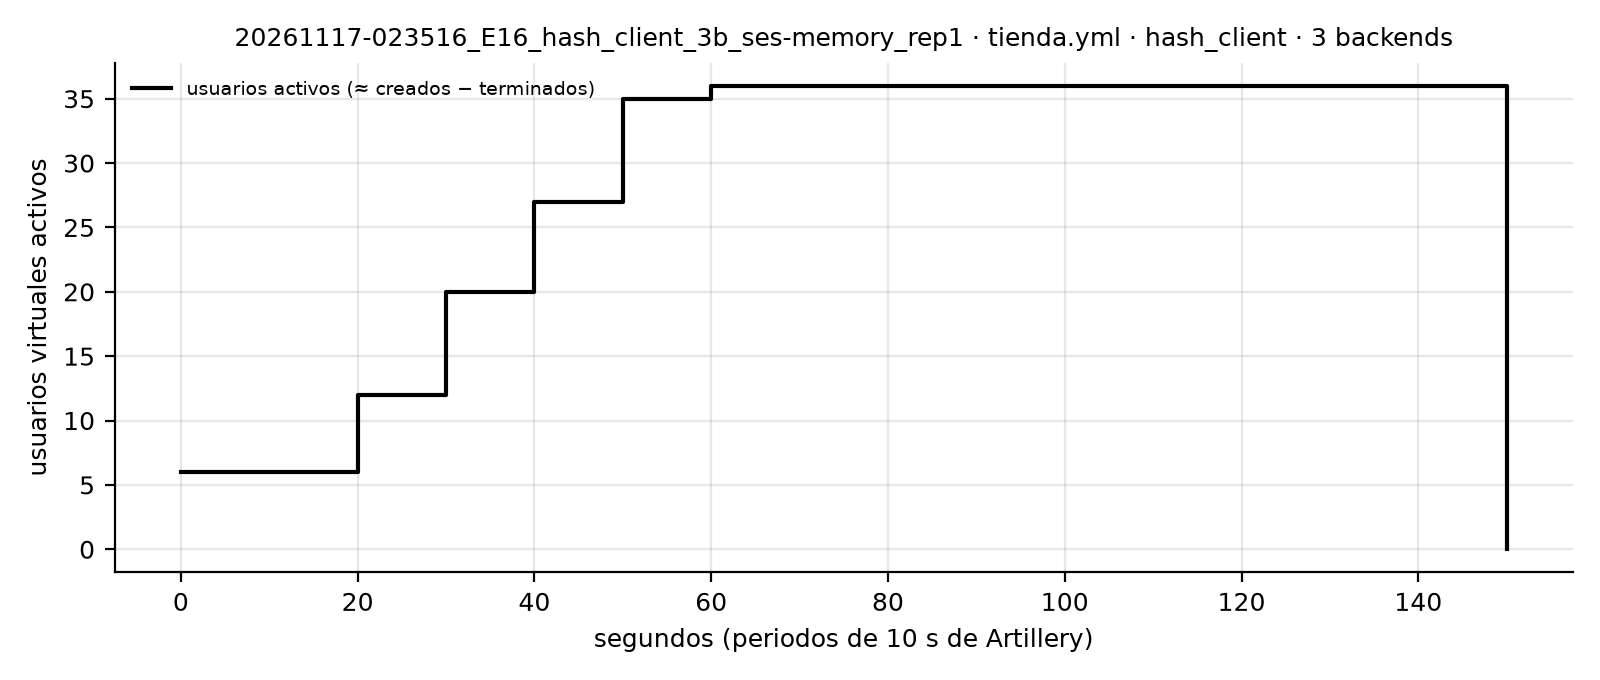 20261117-023516_E16_hash_client_3b_ses-memory_rep1 · tienda.yml · hash_client · 3 backends
usuarios activos (≈ creados − terminados)
usuarios virtuales activos
35
30
25
20
15
10
5
0
0 20 40 60 80 100 120 140
segundos (periodos de 10 s de Artillery)